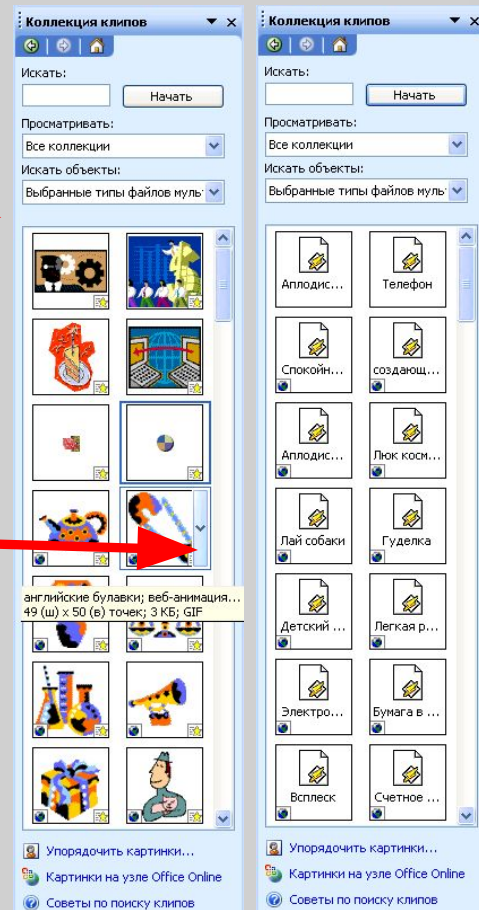 Коллекция клипов
Искать:
Начать
Просматривать:
Все коллекции
Искать объекты:
Выбранные типы файлов муль
английские булавки; веб-анимация...
49 (ш) x 50 (в) точек; 3 КБ; GIF
Упорядочить картинки...
Картинки на узле Office Online
Советы по поиску клипов
Коллекция клипов
Искать:
Начать
Просматривать:
Все коллекции
Искать объекты:
Выбранные типы файлов муль
Аплодис... Телефон
Спокойн... создающ...
Аплодис... Люк косм...
Лай собаки Гуделка
Детский ... Легкая р...
Электро... Бумага в ...
Всплеск Счетное ...
Упорядочить картинки...
Картинки на узле Office Online
Советы по поиску клипов